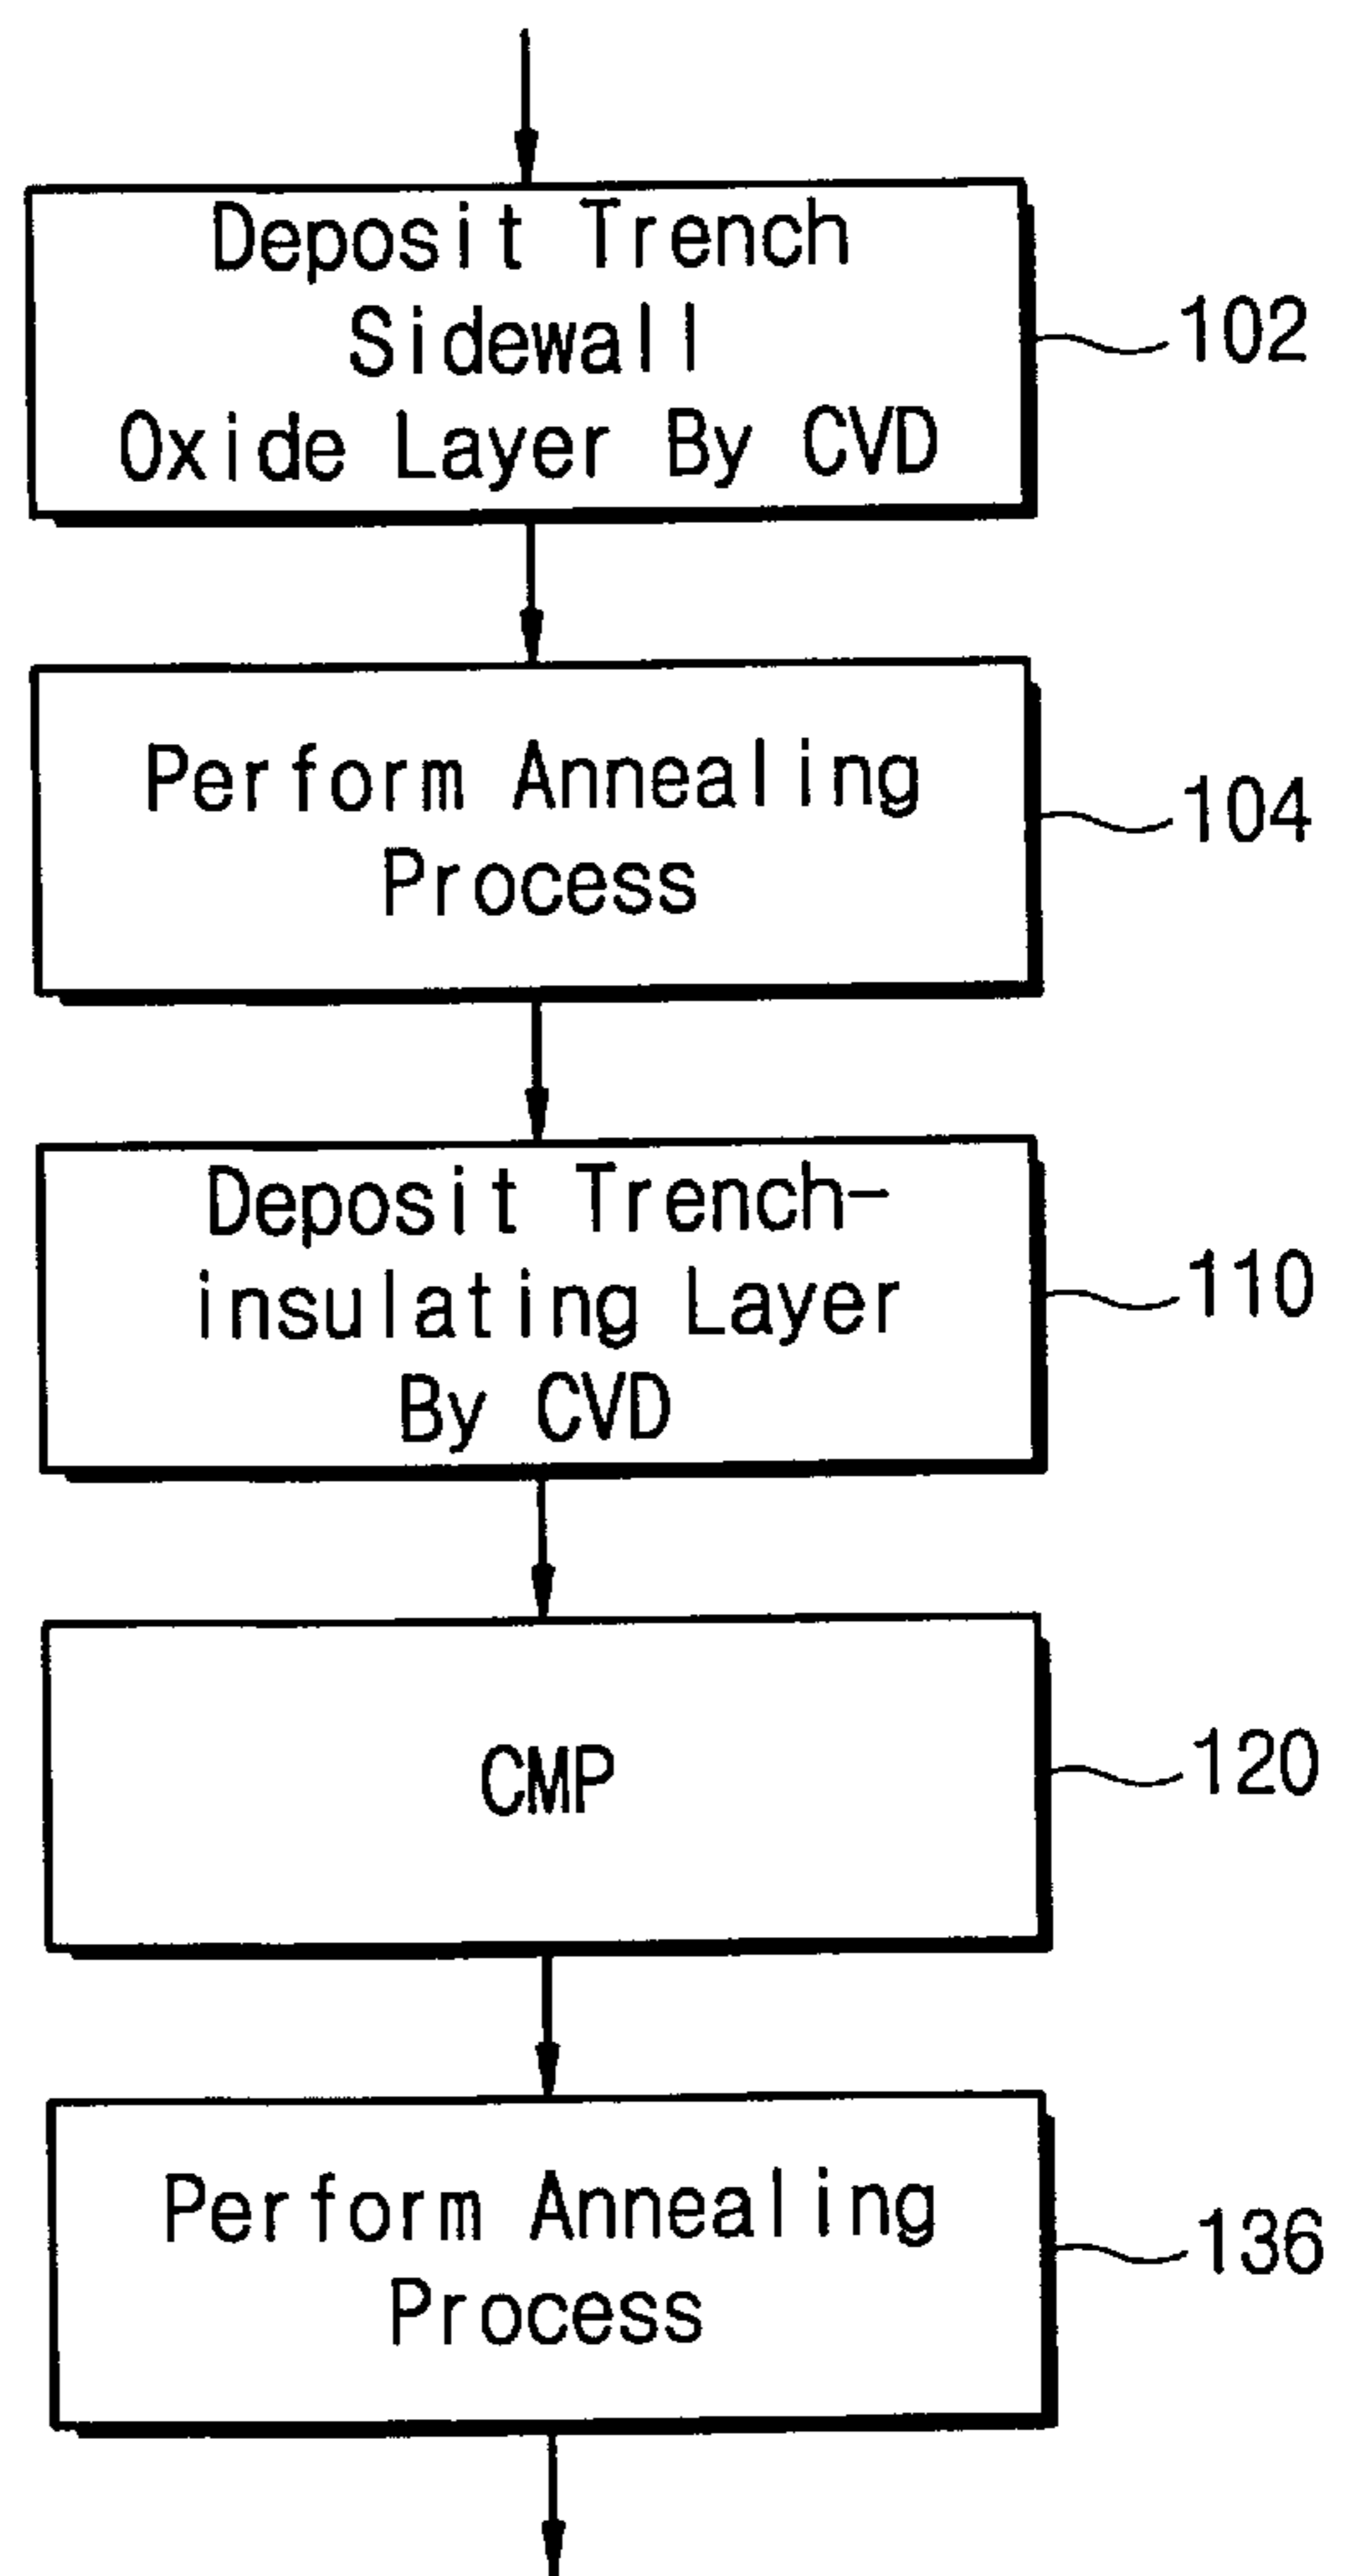 Deposit Trench
Sidewall
Oxide Layer By CVD
102
Perform Annealing
Process
104
Deposit Trench-
insulating Layer
By CVD
110
CMP
120
Perform Annealing
Process
136